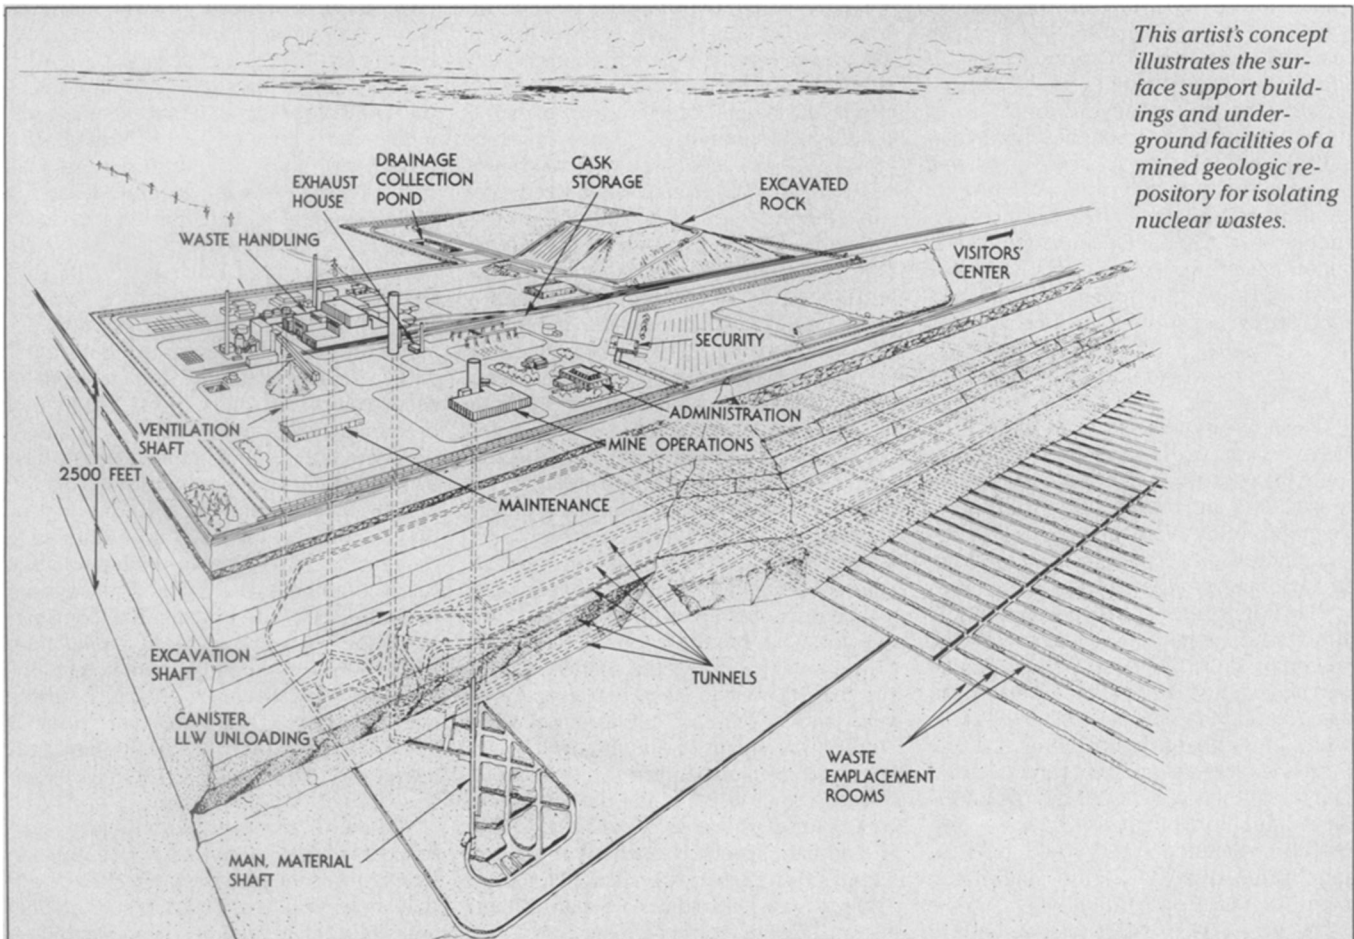 This artist's concept
illustrates the sur-
face support build-
ings and under-
ground facilities of a
mined geologic re-
pository for isolating
nuclear wastes.
DRAINAGE
COLLECTION
POND
CASK
STORAGE
EXHAUST
HOUSE
EXCAVATED
ROCK
WASTE HANDLING
VISITORS'
CENTER
SECURITY
ADMINISTRATION
VENTILATION
SHAFT
MINE OPERATIONS
2500 FEET
MAINTENANCE
EXCAVATION
SHAFT
TUNNELS
CANISTER,
LLW UNLOADING
WASTE
EMPLACEMENT
ROOMS
MAN, MATERIAL
SHAFT